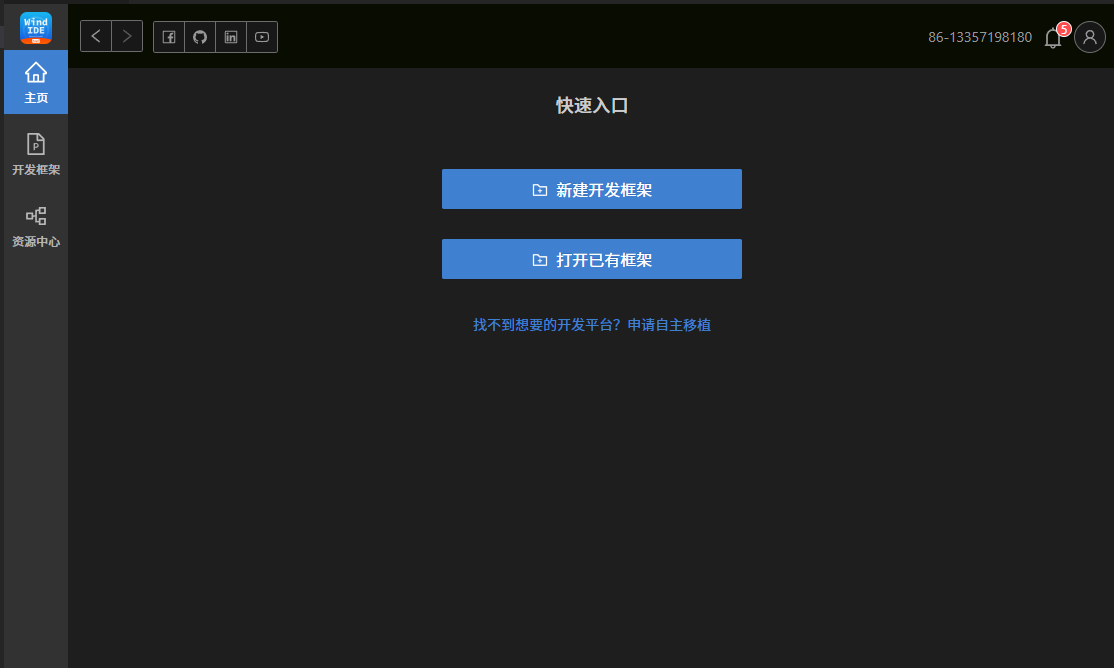 Wind
IDE
86-13357198180
5
主页
开发框架
资源中心
快速入口
新建开发框架
打开已有框架
找不到想要的开发平台？申请自主移植